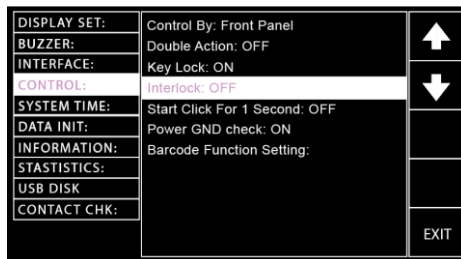 DISPLAY SET:
BUZZER:
INTERFACE:
CONTROL:
SYSTEM TIME:
DATA INIT:
INFORMATION:
STASTISTICS:
USB DISK
CONTACT CHK:
Control By: Front Panel
Double Action: OFF
Key Lock: ON
Interlock: OFF
Start Click For 1 Second: OFF
Power GND check: ON
Barcode Function Setting:
EXIT